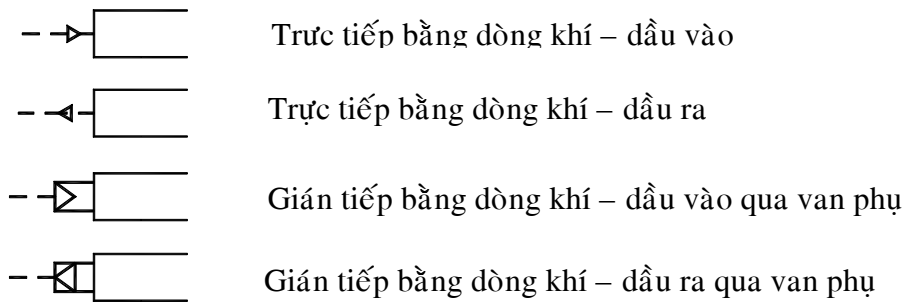 Trực tiếp bằng dòng khí – dầu vào
Trực tiếp bằng dòng khí – dầu ra
Gián tiếp bằng dòng khí – dầu vào qua van phụ
Gián tiếp bằng dòng khí – dầu ra qua van phụ